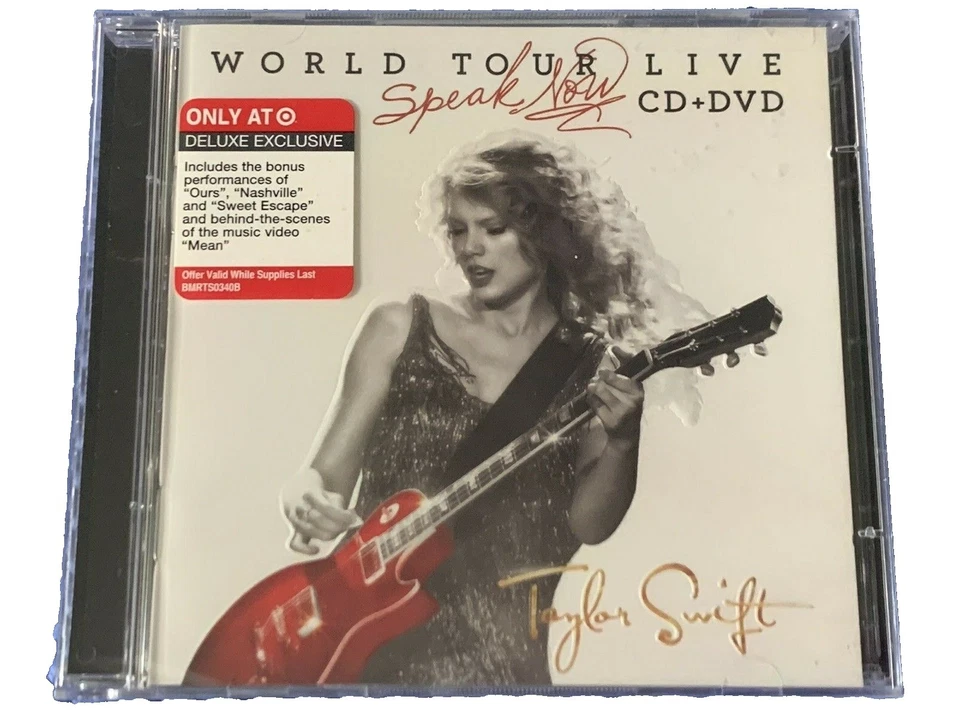 WORLD TOUR LIVE
Speak Now
CD+DVD
ONLY AT
DELUXE EXCLUSIVE
Includes the bonus
performances of
“Ours”, “Nashville”
and “Sweet Escape”
and behind-the-scenes
of the music video
“Mean”
Offer Valid While Supplies Last
BMRTS0340B
Taylor Swift